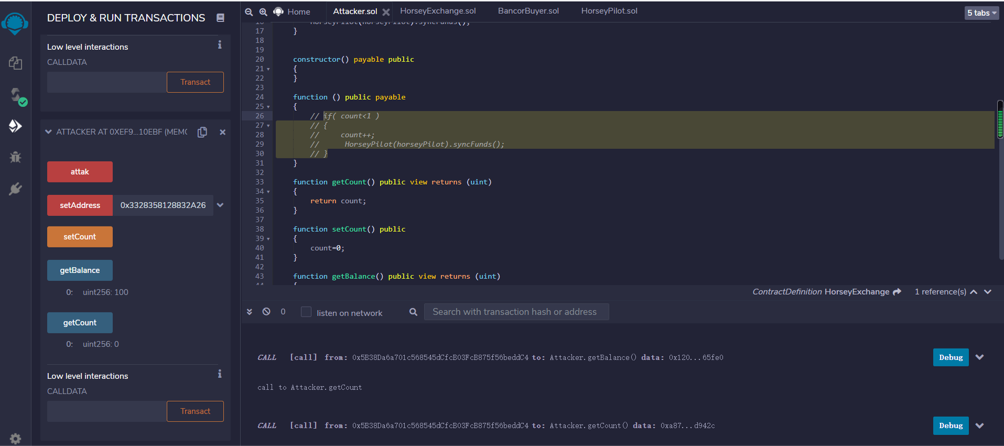 DEPLOY & RUN TRANSACTIONS
Low level interactions
i
CALLDATA
Transact
ATTACKER AT 0XEF9...10EBF (MEMO
attak
setAddress 0x3328358128832A26
setCount
getBalance
0: uint256: 100
getCount
0: uint256: 0
Low level interactions
i
CALLDATA
Transact
Home Attacker.sol HorseyExchange.sol BancorBuyer.sol HorseyPilot.sol 5 tabs
17 }
18
19
20 constructor() payable public
21 {
22 }
23
24 function () public payable
25 {
26 // if( count<1 )
27 // {
28 // count++;
29 // HorseyPilot(horseyPilot).syncFunds();
30 // }
31 }
32
33 function getCount() public view returns (uint)
34 {
35 return count;
36 }
37
38 function setCount() public
39 {
40 count=0;
41 }
42
43 function getBalance() public view returns (uint)
ContractDefinition HorseyExchange 1 reference(s)
0 listen on network Search with transaction hash or address
CALL [call] from: 0x5B38Da6a701c568545dCfcB03FcB875f56beddC4 to: Attacker.getBalance() data: 0x120...65fe0 Debug
call to Attacker.getCount
CALL [call] from: 0x5B38Da6a701c568545dCfcB03FcB875f56beddC4 to: Attacker.getCount() data: 0xa87...d942c Debug